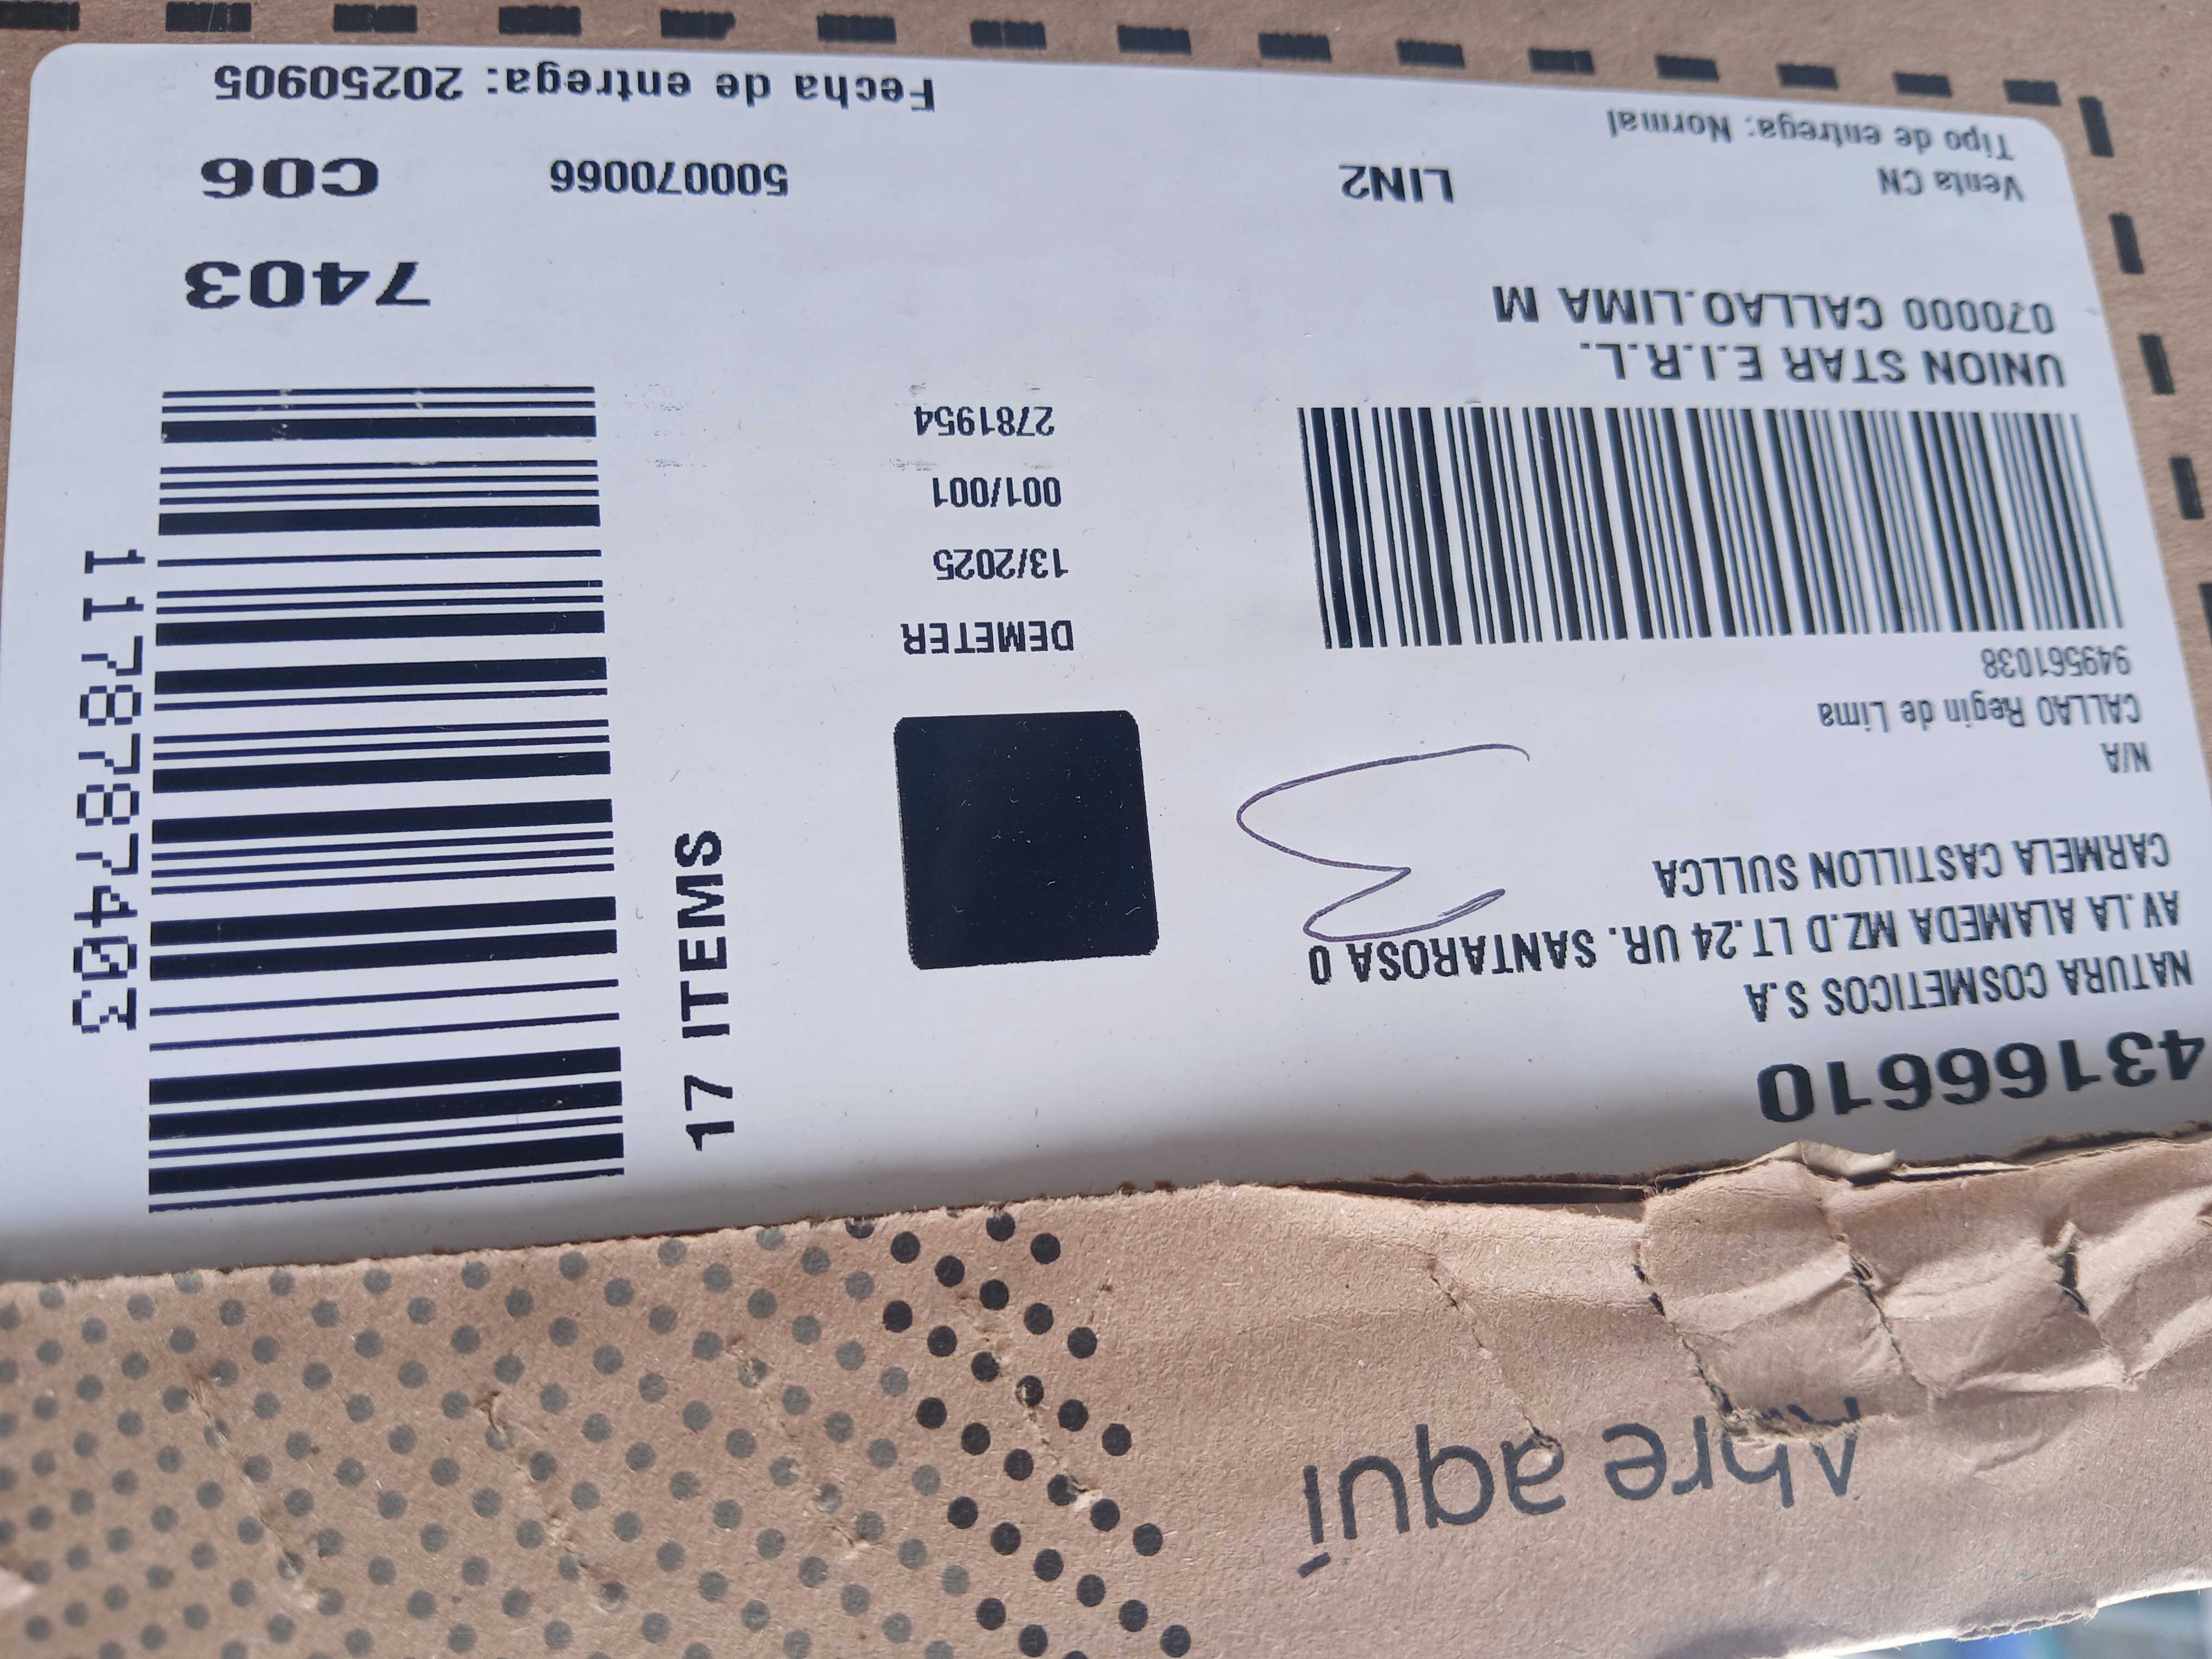 43166610
NATURA COSMETICOS S.A
AV.LA ALAMEDA MZ.D LT.24 UR. SANTAROSA 0
CARMELA CASTILLON SULLCA
N/A
CALLAO Regin de Lima
949561038
UNION STAR E.I.R.L.
070000 CALLAO.LIMA M
Venta CN
LIN2
Tipo de entrega: Normal
DEMETER
13/2025
001/001
2781954
17 ITEMS
1178787403
7403
500070066
C06
Fecha de entrega: 20250905
Abre aquí